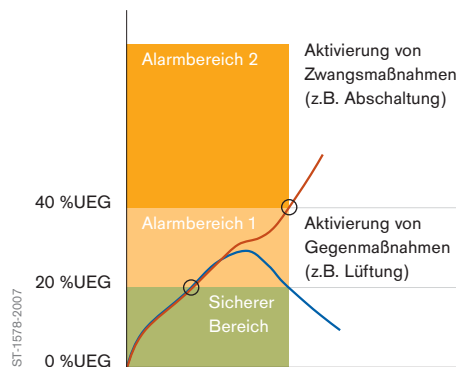 Alarmbereich 2
Aktivierung von
Zwangsmaßnahmen
(z.B. Abschaltung)
40 %UEG
Alarmbereich 1
Aktivierung von
Gegenmaßnahmen
(z.B. Lüftung)
20 %UEG
Sicherer
Bereich
0 %UEG
ST-1578-2007